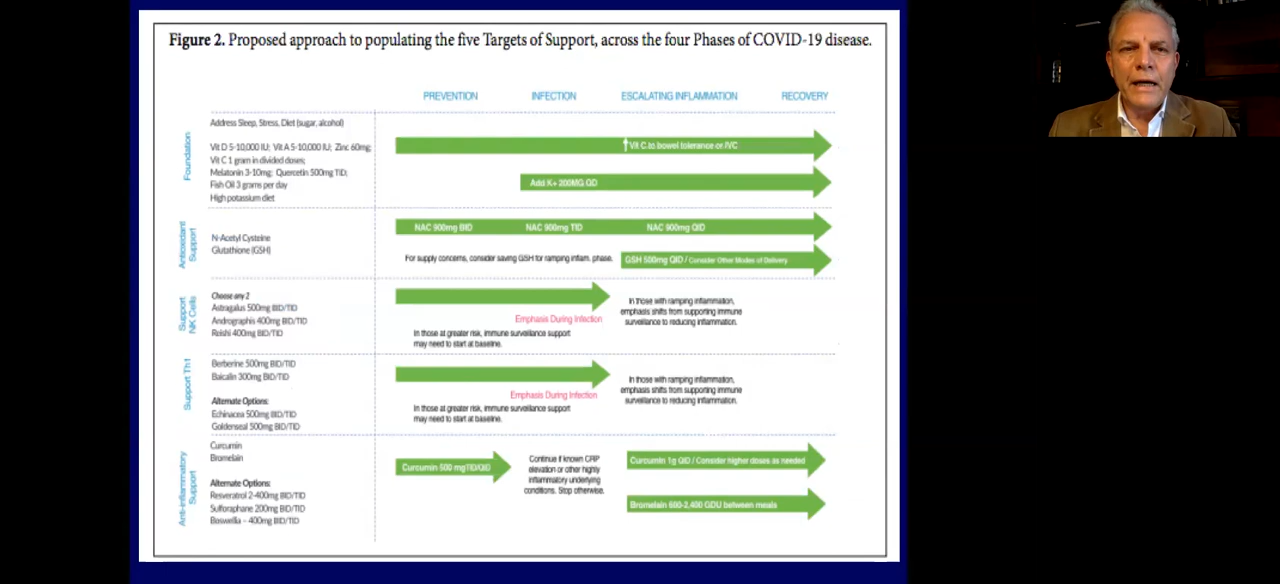 Figure 2. Proposed approach to populating the five Targets of Support, across the four Phases of COVID-19 disease.
PREVENTION INFECTION ESCALATING INFLAMMATION RECOVERY
Foundation
Address Sleep, Stress, Diet (sugar, alcohol)
Vit D 5-10,000 IU; Vit A 5-10,000 IU; Zinc 60mg;
Vit C 1 gram in divided doses;
Melatonin 3-10mg; Quercetin 500mg TID;
Fish Oil 3 grams per day
High potassium diet
↑Vit C to bowel tolerance or IVC
Add K+ 200MG QD
Antioxidant
Support
N-Acetyl Cysteine
Glutathione (GSH)
NAC 900mg BID NAC 900mg TID NAC 900mg QID
For supply concerns, consider saving GSH for ramping inflam. phase.
GSH 500mg QID / Consider Other Modes of Delivery
Support
NK Cells
Choose any 2
Astragalus 500mg BID/TID
Andrographis 400mg BID/TID
Reishi 400mg BID/TID
Emphasis During Infection
In those at greater risk, immune surveillance support
may need to start at baseline.
In those with ramping inflammation,
emphasis shifts from supporting immune
surveillance to reducing inflammation.
Support Th1
Berberine 500mg BID/TID
Baicalin 300mg BID/TID
Alternate Options:
Echinacea 500mg BID/TID
Goldenseal 500mg BID/TID
Emphasis During Infection
In those at greater risk, immune surveillance support
may need to start at baseline.
In those with ramping inflammation,
emphasis shifts from supporting immune
surveillance to reducing inflammation.
Anti-inflammatory
Support
Curcumin
Bromelain
Alternate Options:
Resveratrol 2-400mg BID/TID
Sulforaphane 200mg BID/TID
Boswellia – 400mg BID/TID
Curcumin 500 mg TID/QID
Continue if known CRP
elevation or other highly
inflammatory underlying
conditions. Stop otherwise.
Curcumin 1g QID / Consider higher doses as needed
Bromelain 600-2,400 GDU between meals